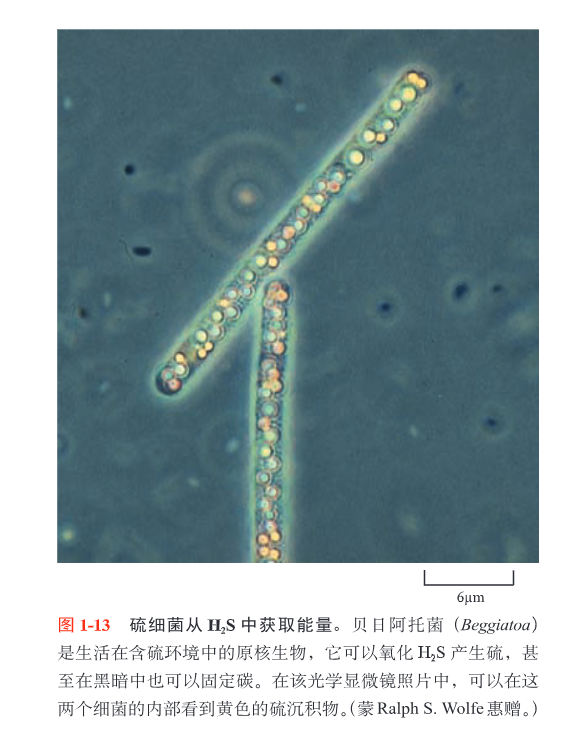 6μm
图 1-13 硫细菌从 H₂S 中获取能量。贝日阿托菌（Beggiatoa）
是生活在含硫环境中的原核生物，它可以氧化 H₂S 产生硫，甚
至在黑暗中也可以固定碳。在该光学显微镜照片中，可以在这
两个细菌的内部看到黄色的硫沉积物。（蒙 Ralph S. Wolfe 惠赠。）